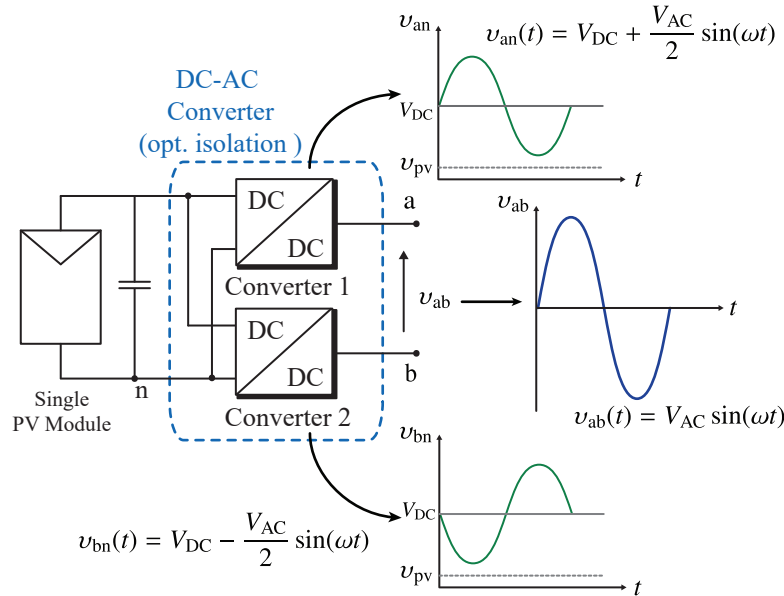 υan
υan(t) = VDC + VAC/2 sin(ωt)
DC-AC
Converter
(opt. isolation )
VDC
υpv
t
DC
DC
Converter 1
a
υab
υab
t
υab(t) = VAC sin(ωt)
DC
DC
Converter 2
b
n
Single
PV Module
υbn
VDC
υbn(t) = VDC − VAC/2 sin(ωt)
υpv
t